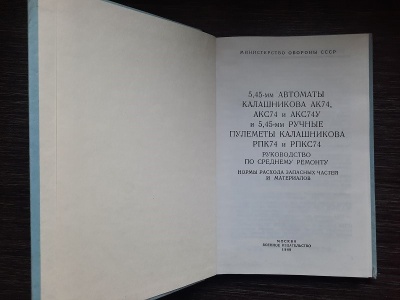 МИНИСТЕРСТВО ОБОРОНЫ СССР
5,45-мм АВТОМАТЫ
КАЛАШНИКОВА АК74,
АКС74 и АКС74У
и 5,45-мм РУЧНЫЕ
ПУЛЕМЕТЫ КАЛАШНИКОВА
РПК74 и РПКС74
РУКОВОДСТВО
ПО СРЕДНЕМУ РЕМОНТУ
НОРМЫ РАСХОДА ЗАПАСНЫХ ЧАСТЕЙ
И МАТЕРИАЛОВ
МОСКВА
ВОЕННОЕ ИЗДАТЕЛЬСТВО